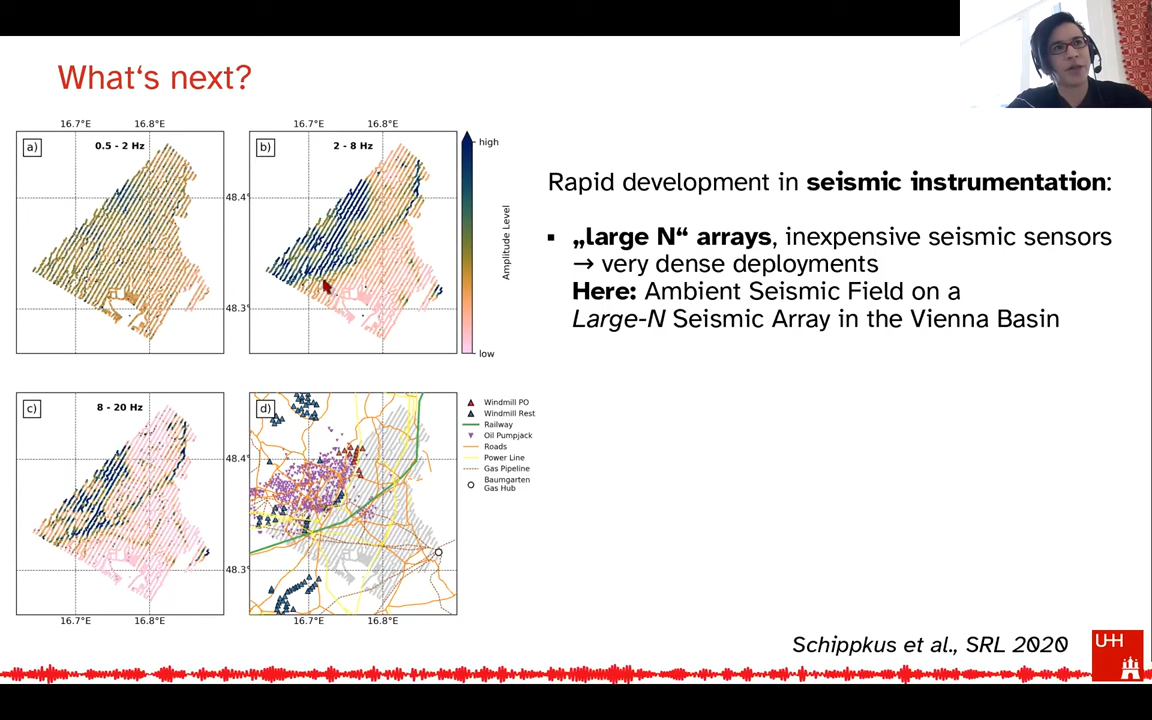 What‘s next?
16.7°E 16.8°E 16.7°E 16.8°E
a) 0.5 - 2 Hz
b) 2 - 8 Hz
high
48.4°
Amplitude Level
48.3°
low
Rapid development in seismic instrumentation:
▪ „large N“ arrays, inexpensive seismic sensors
→ very dense deployments
Here: Ambient Seismic Field on a
Large-N Seismic Array in the Vienna Basin
c) 8 - 20 Hz
d)
48.4°
48.3°
16.7°E 16.8°E 16.7°E 16.8°E
Windmill PO
Windmill Rest
Railway
Oil Pumpjack
Roads
Power Line
Gas Pipeline
Baumgarten
Gas Hub
Schippkus et al., SRL 2020
UHH